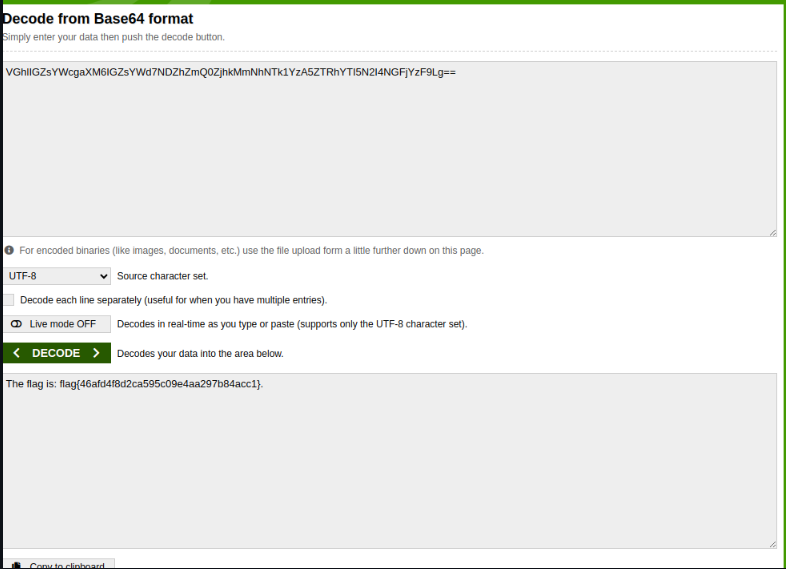 Decode from Base64 format
Simply enter your data then push the decode button.
VGhlIGZsYWcgaXM6IGZsYWd7NDZhZmQ0ZjhkMmNhNTk1YzA5ZTRhYTI5N2I4NGFjYzF9Lg==
For encoded binaries (like images, documents, etc.) use the file upload form a little further down on this page.
UTF-8 Source character set.
Decode each line separately (useful for when you have multiple entries).
Live mode OFF Decodes in real-time as you type or paste (supports only the UTF-8 character set).
DECODE Decodes your data into the area below.
The flag is: flag{46afd4f8d2ca595c09e4aa297b84acc1}.
Copy to clipboard